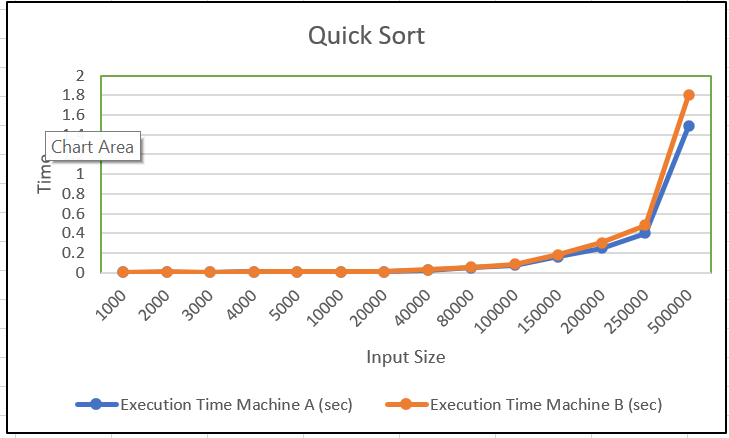 Quick Sort
2
1.8
1.6
Chart Area
1
0.8
0.6
0.4
0.2
0
Time
1000 2000 3000 4000 5000 10000 20000 40000 80000 100000 150000 200000 250000 500000
Input Size
Execution Time Machine A (sec) Execution Time Machine B (sec)